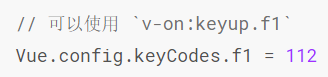 // 可以使用 `v-on:keyup.f1`
Vue.config.keyCodes.f1 = 112